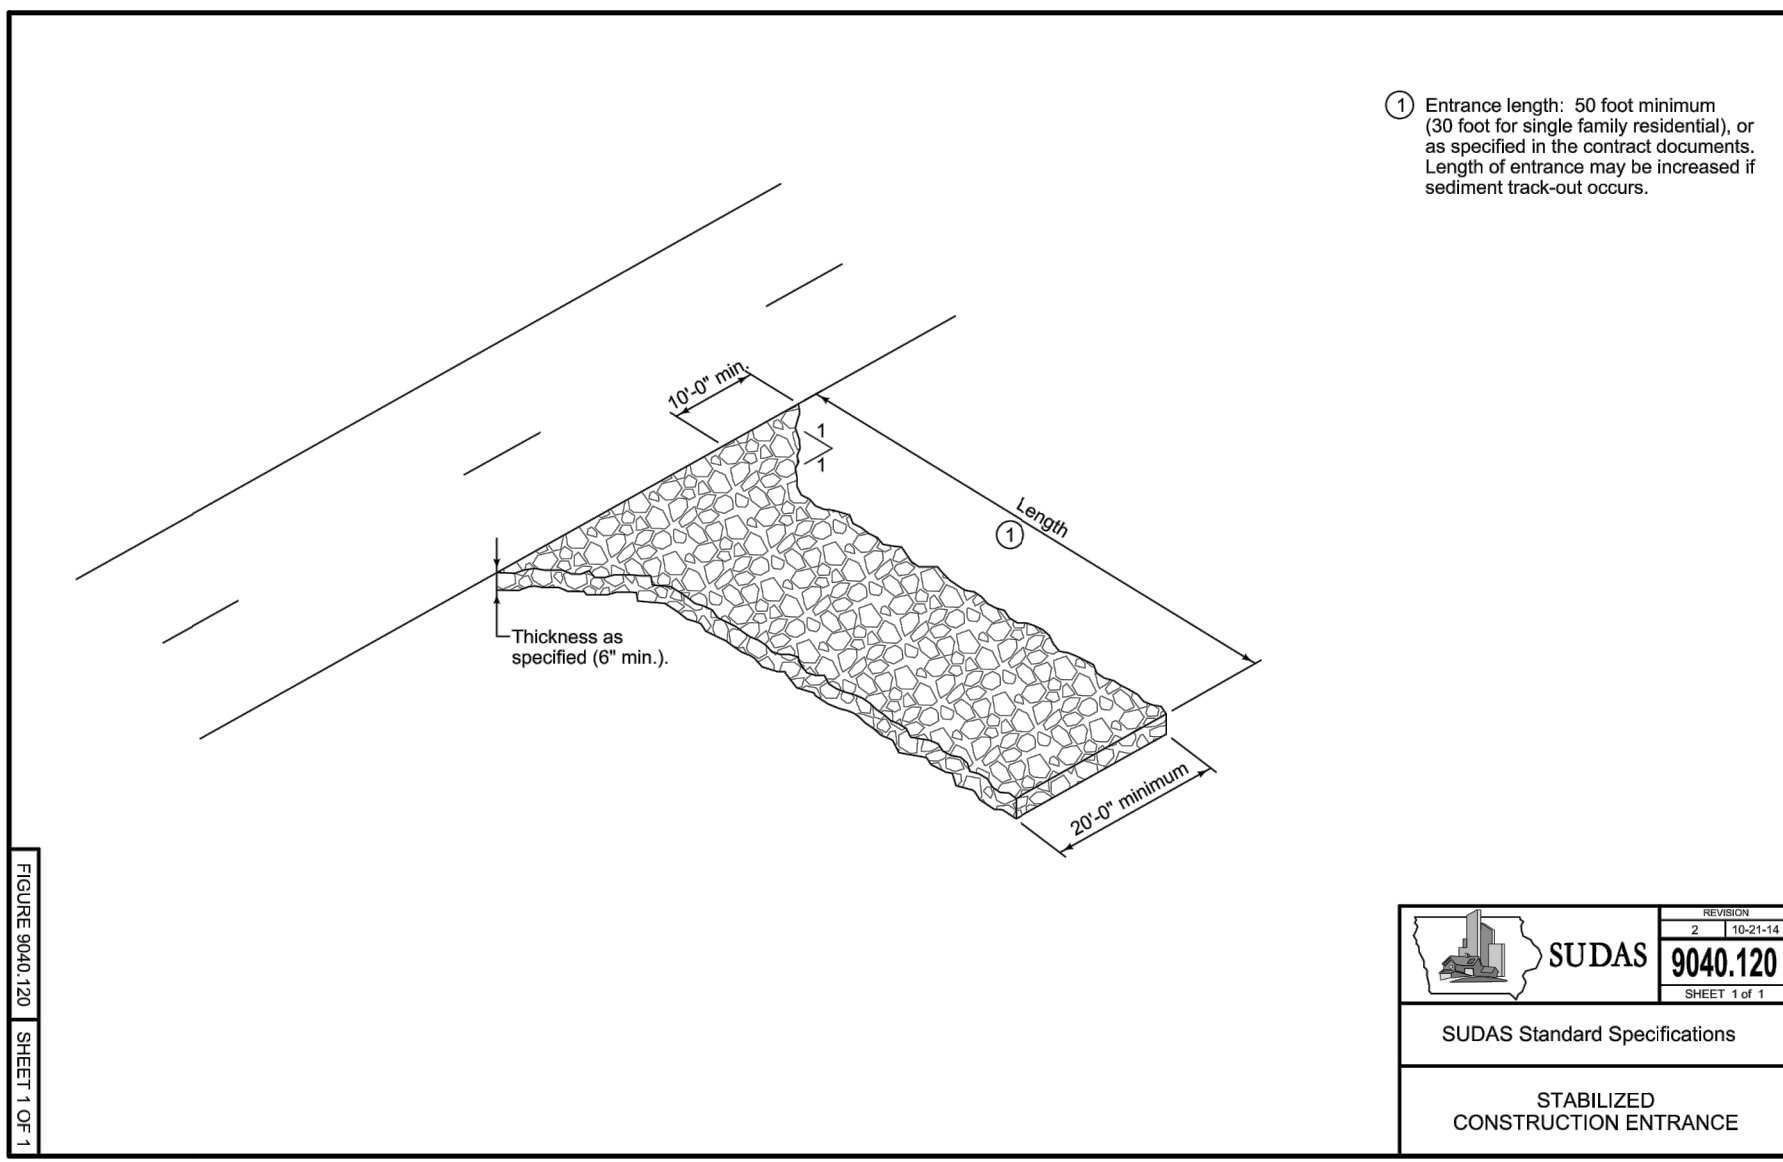 ① Entrance length: 50 foot minimum
(30 foot for single family residential), or
as specified in the contract documents.
Length of entrance may be increased if
sediment track-out occurs.
10'-0" min.
1
1
Length
①
Thickness as
specified (6" min.).
20'-0" minimum
FIGURE 9040.120
SHEET 1 OF 1
SUDAS
REVISION
2 10-21-14
9040.120
SHEET 1 of 1
SUDAS Standard Specifications
STABILIZED
CONSTRUCTION ENTRANCE